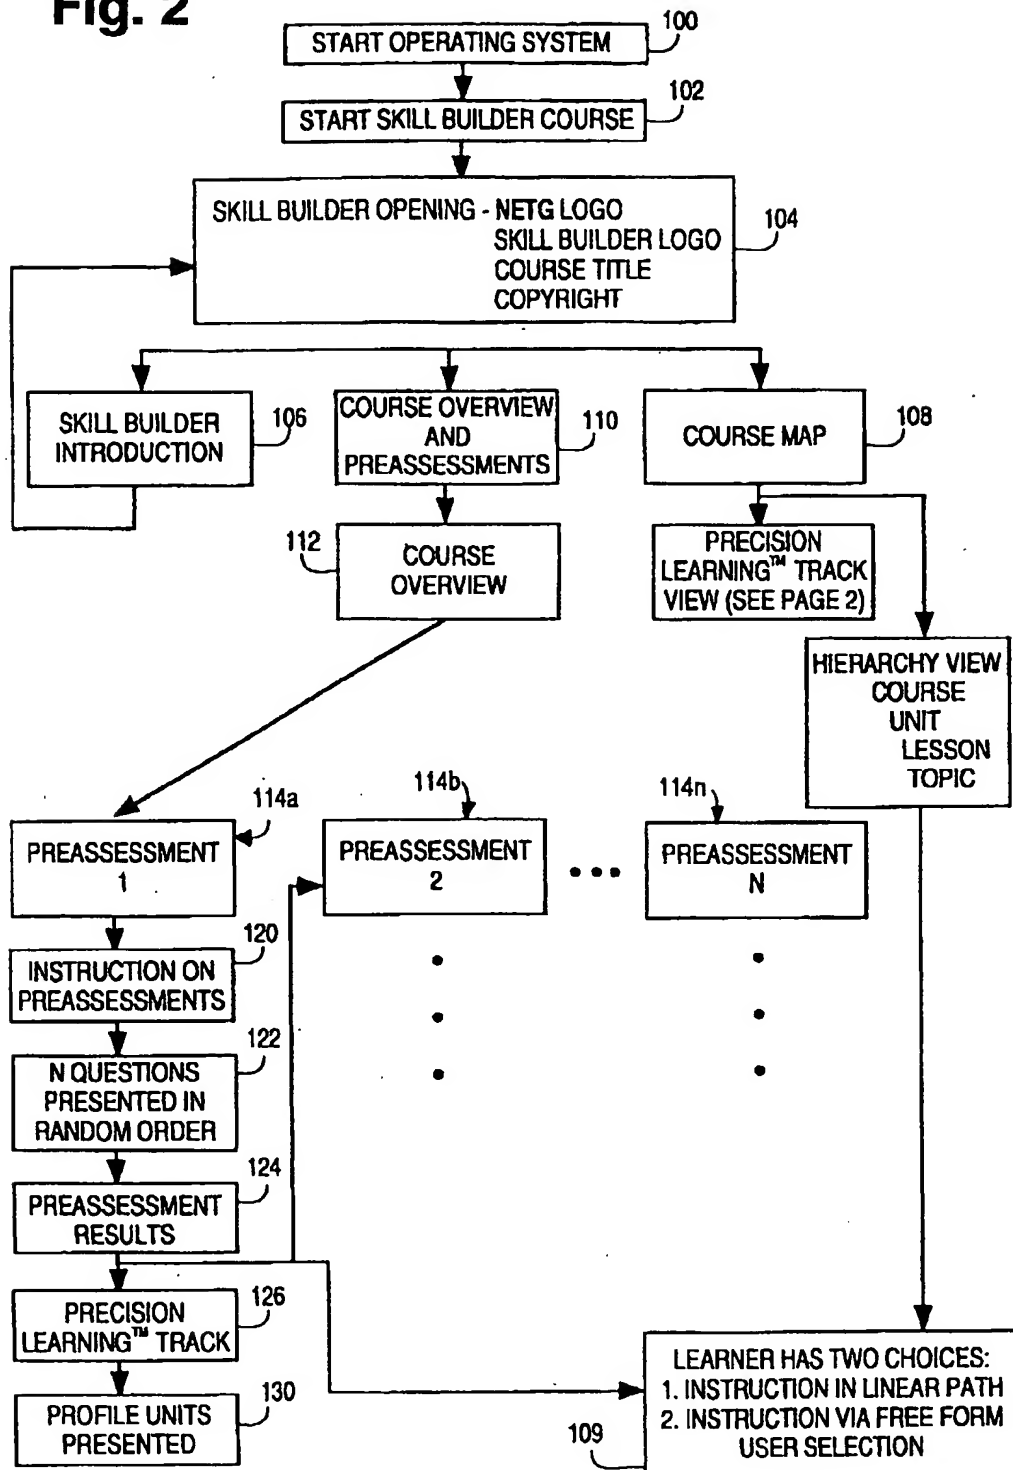 Fig. 2
START OPERATING SYSTEM
100
START SKILL BUILDER COURSE
102
SKILL BUILDER OPENING - NETG LOGO
SKILL BUILDER LOGO
COURSE TITLE
COPYRIGHT
104
SKILL BUILDER
INTRODUCTION
106
COURSE OVERVIEW
AND
PREASSESSMENTS
110
COURSE MAP
108
112
COURSE
OVERVIEW
PRECISION
LEARNING™ TRACK
VIEW (SEE PAGE 2)
HIERARCHY VIEW
COURSE
UNIT
LESSON
TOPIC
114a
PREASSESSMENT
1
114b
PREASSESSMENT
2
114n
PREASSESSMENT
N
120
INSTRUCTION ON
PREASSESSMENTS
122
N QUESTIONS
PRESENTED IN
RANDOM ORDER
124
PREASSESSMENT
RESULTS
126
PRECISION
LEARNING™ TRACK
130
PROFILE UNITS
PRESENTED
LEARNER HAS TWO CHOICES:
1. INSTRUCTION IN LINEAR PATH
2. INSTRUCTION VIA FREE FORM
USER SELECTION
109